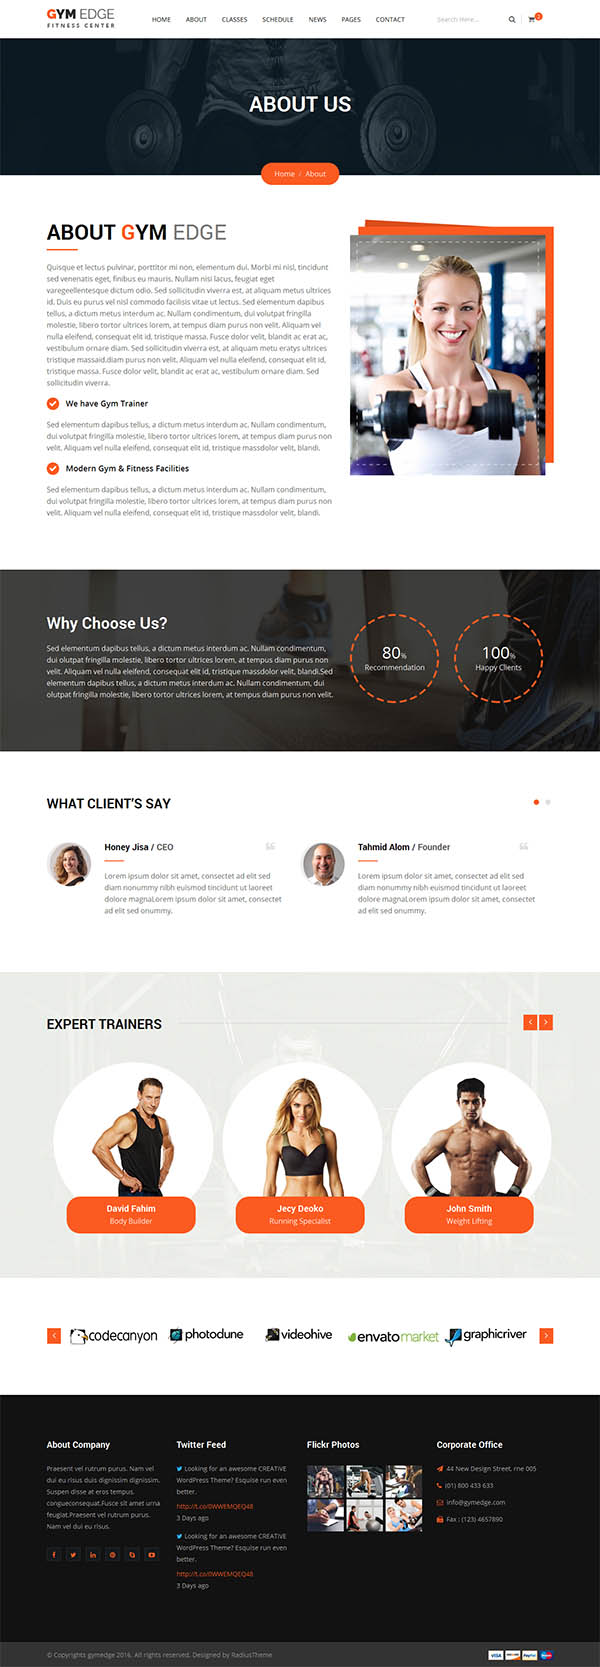 GYM EDGE
FITNESS CENTER
HOME ABOUT CLASSES SCHEDULE NEWS PAGES CONTACT
Search Here...
2
ABOUT US
Home / About
ABOUT GYM EDGE
Quisque et lectus pulvinar, porttitor mi non, elementum dui. Morbi mi nisl, tincidunt
sed venenatis eget, finibus eu mauris. Nullam nisi lacus, feugiat eget
varegeellentesque dictum odio. Sed sollicitudin viverra est, at aliquam metus ultrices
id. Duis eu purus vel nisl commodo facilisis vitae ut lectus. Sed elementum dapibus
tellus, a dictum metus interdum ac. Nullam condimentum, dui volutpat fringilla
molestie, libero tortor ultrices lorem, at tempus diam purus non velit. Aliquam vel
nulla eleifend, consequat elit id, tristique massa. Fusce dolor velit, blandit ac erat ac,
vestibulum ornare diam. Sed sollicitudin viverra est, at aliquam metu eratys ultrices
tristique massaid.diam purus non velit. Aliquam vel nulla eleifend, consequat elit id,
tristique massa. Fusce dolor velit, blandit ac erat ac, vestibulum ornare diam. Sed
sollicitudin viverra.
We have Gym Trainer
Sed elementum dapibus tellus, a dictum metus interdum ac. Nullam condimentum,
dui volutpat fringilla molestie, libero tortor ultrices lorem, at tempus diam purus non
velit. Aliquam vel nulla eleifend, consequat elit id, tristique massdolor velit, blandi.
Modern Gym & Fitness Facilities
Sed elementum dapibus tellus, a dictum metus interdum ac. Nullam condimentum,
dui volutpat fringilla molestie, libero tortor ultrices lorem, at tempus diam purus non
velit. Aliquam vel nulla eleifend, consequat elit id, tristique massdolor velit, blandi.
Why Choose Us?
Sed elementum dapibus tellus, a dictum metus interdum ac. Nullam condimentum,
dui olutpat fringilla molestie, libero tortor ultrices lorem, at tempus diam purus non
velit. Aliquam vel nulla eleifend, consequat elit id, tristique massdolor velit, blandi.Sed
elementum dapibus tellus, a dictum metus interdum ac. Nullam condimentum, dui
olutpat fringilla molestie, libero tortor ultrices lorem, at tempus diam purus non velit.
80%
Recommendation
100%
Happy Clients
WHAT CLIENT'S SAY
Honey Jisa / CEO
Lorem ipsum dolor sit amet, consectetuer adipiscing elit, sed
diam nonummy nibh euismod tincidunt ut laoreet
dolore magnaLorem ipsum dolor sit amet, consectet
ad elit sed onummy.
Tahmid Alom / Founder
Lorem ipsum dolor sit amet, consectetuer adipiscing elit, sed
diam nonummy nibh euismod tincidunt ut laoreet
dolore magnaLorem ipsum dolor sit amet, consectet
ad elit sed onummy.
EXPERT TRAINERS
David Fahim
Body Builder
Jecy Deoko
Running Specialist
John Smith
Weight Lifting
codecanyon
photodune
videohive
envato market
graphicriver
About Company
Praesent vel rutrum purus. Nam vel
dui eu risus duis dignissim dignissim.
Suspen disse at eros tempus.
congueconsequat.Fusce sit amet urna
feugiat.Praesent vel rutrum purus.
Nam vel dui eu risus.
Twitter Feed
Looking for an awesome CREATIVE
WordPress Theme? Esquise run even
better.
http://t.co/0WWEMQEQ48
3 Days ago
Looking for an awesome CREATIVE
WordPress Theme? Esquise run even
better.
http://t.co/0WWEMQEQ48
3 Days ago
Flickr Photos
Corporate Office
44 New Design Street, rne 005
(01) 800 433 633
info@gymedge.com
Fax : (123) 4657890
© Copyrights gymedge 2016. All rights reserved. Designed by RadiusTheme
VISA
PayPal